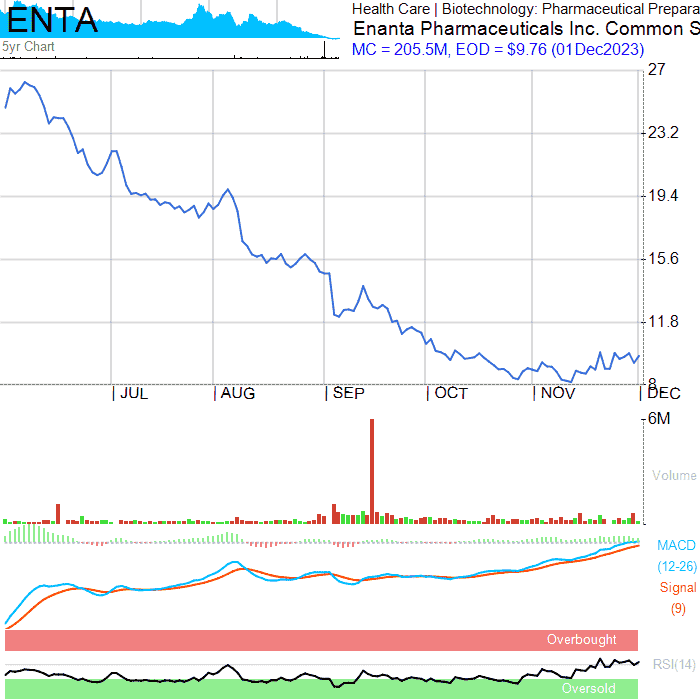 ENTA
5yr Chart
Health Care | Biotechnology: Pharmaceutical Prepara
Enanta Pharmaceuticals Inc. Common S
MC = 205.5M, EOD = $9.76 (01Dec2023)
27
23.2
19.4
15.6
11.8
8
JUL
AUG
SEP
OCT
NOV
DEC
6M
Volume
MACD
(12-26)
Signal
(9)
Overbought
RSI(14)
Oversold